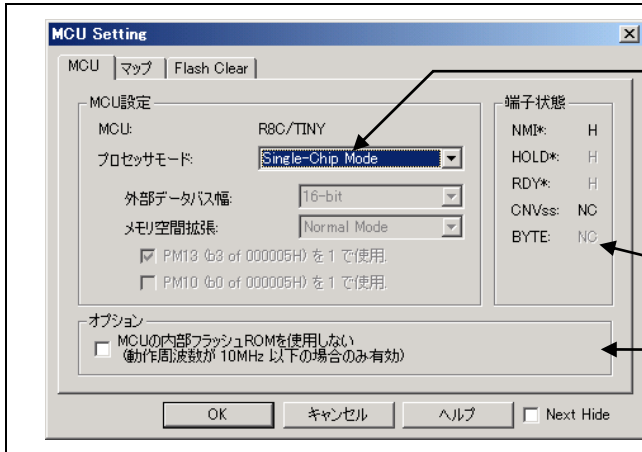 MCU Setting
MCU マップ Flash Clear
MCU設定
MCU: R8C/TINY
プロセッサモード: Single-Chip Mode
外部データバス幅: 16-bit
メモリ空間拡張: Normal Mode
PM13 (b3 of 000005H) を 1 で使用.
PM10 (b0 of 000005H) を 1 で使用.
端子状態
NMI*: H
HOLD*: H
RDY*: H
CNVss: NC
BYTE: NC
オプション
MCUの内部フラッシュROMを使用しない
(動作周波数が 10MHz 以下の場合のみ有効)
OK キャンセル ヘルプ Next Hide